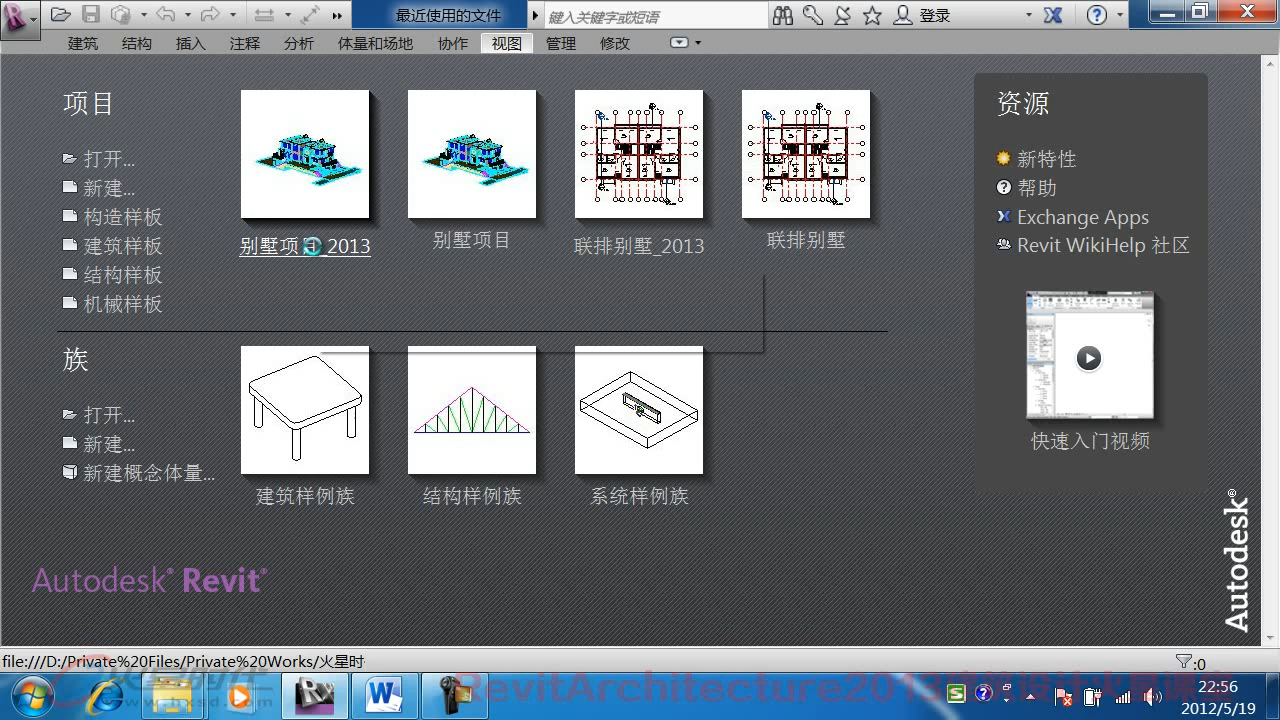 最近使用的文件
键入关键字或短语
登录
建筑 结构 插入 注释 分析 体量和场地 协作 视图 管理 修改
项目
打开...
新建...
构造样板
建筑样板
结构样板
机械样板
别墅项目_2013
别墅项目
联排别墅_2013
联排别墅
族
打开...
新建...
新建概念体量...
建筑样例族
结构样例族
系统样例族
资源
新特性
帮助
Exchange Apps
Revit WikiHelp 社区
快速入门视频
Autodesk®
Autodesk® Revit®
file:///D:/Private%20Files/Private%20Works/火星时
:0
www.hxsd.com
22:56
2012/5/19